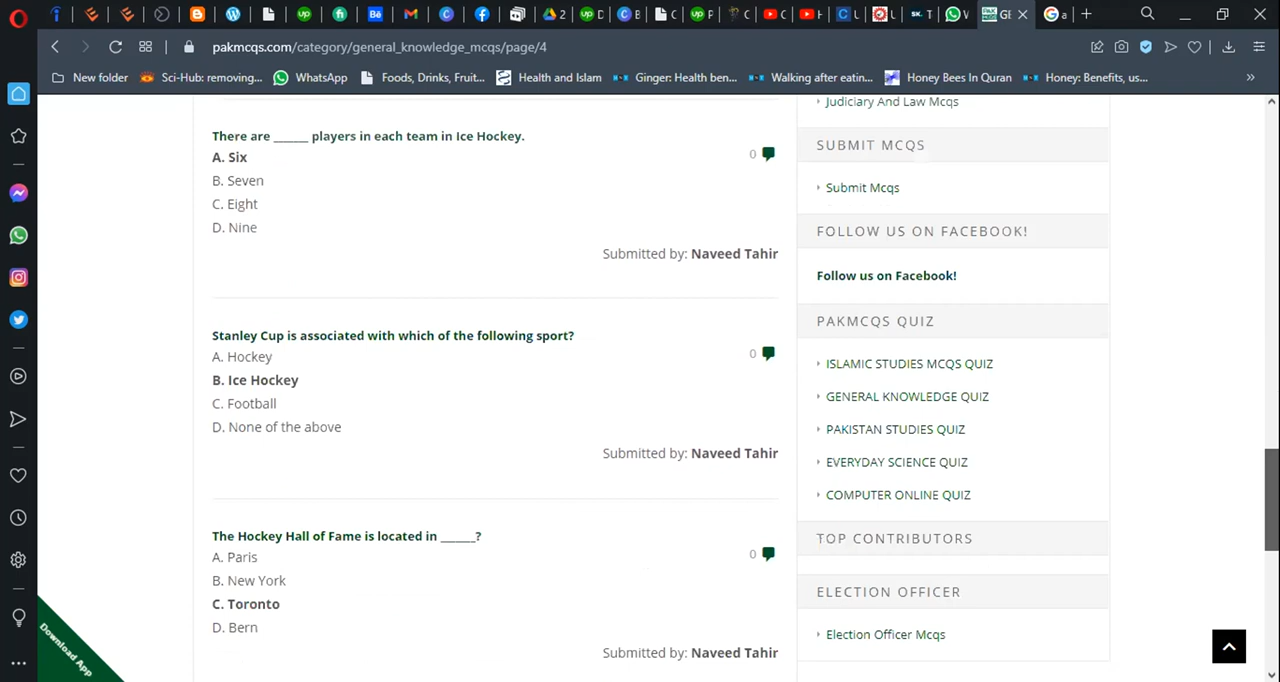 GE
a
pakmcqs.com/category/general_knowledge_mcqs/page/4
New folder
Sci-Hub: removing...
WhatsApp
Foods, Drinks, Fruit...
Health and Islam
Ginger: Health ben...
Walking after eatin...
Honey Bees In Quran
Honey: Benefits, us...
There are ______ players in each team in Ice Hockey.
A. Six
B. Seven
C. Eight
D. Nine
0
Submitted by: Naveed Tahir
Stanley Cup is associated with which of the following sport?
A. Hockey
B. Ice Hockey
C. Football
D. None of the above
0
Submitted by: Naveed Tahir
The Hockey Hall of Fame is located in ______?
A. Paris
B. New York
C. Toronto
D. Bern
0
Submitted by: Naveed Tahir
Judiciary And Law Mcqs
SUBMIT MCQS
Submit Mcqs
FOLLOW US ON FACEBOOK!
Follow us on Facebook!
PAKMCQS QUIZ
ISLAMIC STUDIES MCQS QUIZ
GENERAL KNOWLEDGE QUIZ
PAKISTAN STUDIES QUIZ
EVERYDAY SCIENCE QUIZ
COMPUTER ONLINE QUIZ
TOP CONTRIBUTORS
ELECTION OFFICER
Election Officer Mcqs
Download App